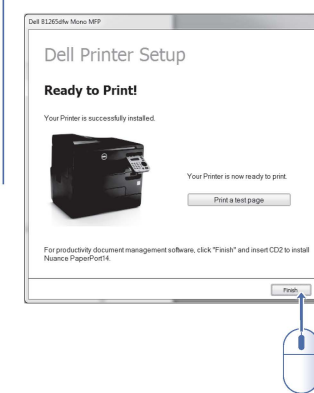 Dell B1265dfw Mono MFP
Dell Printer Setup
Ready to Print!
Your Printer is successfully installed.
Your Printer is now ready to print.
Print a test page
For productivity document management software, click "Finish" and insert CD2 to install
Nuance PaperPort14.
Finish